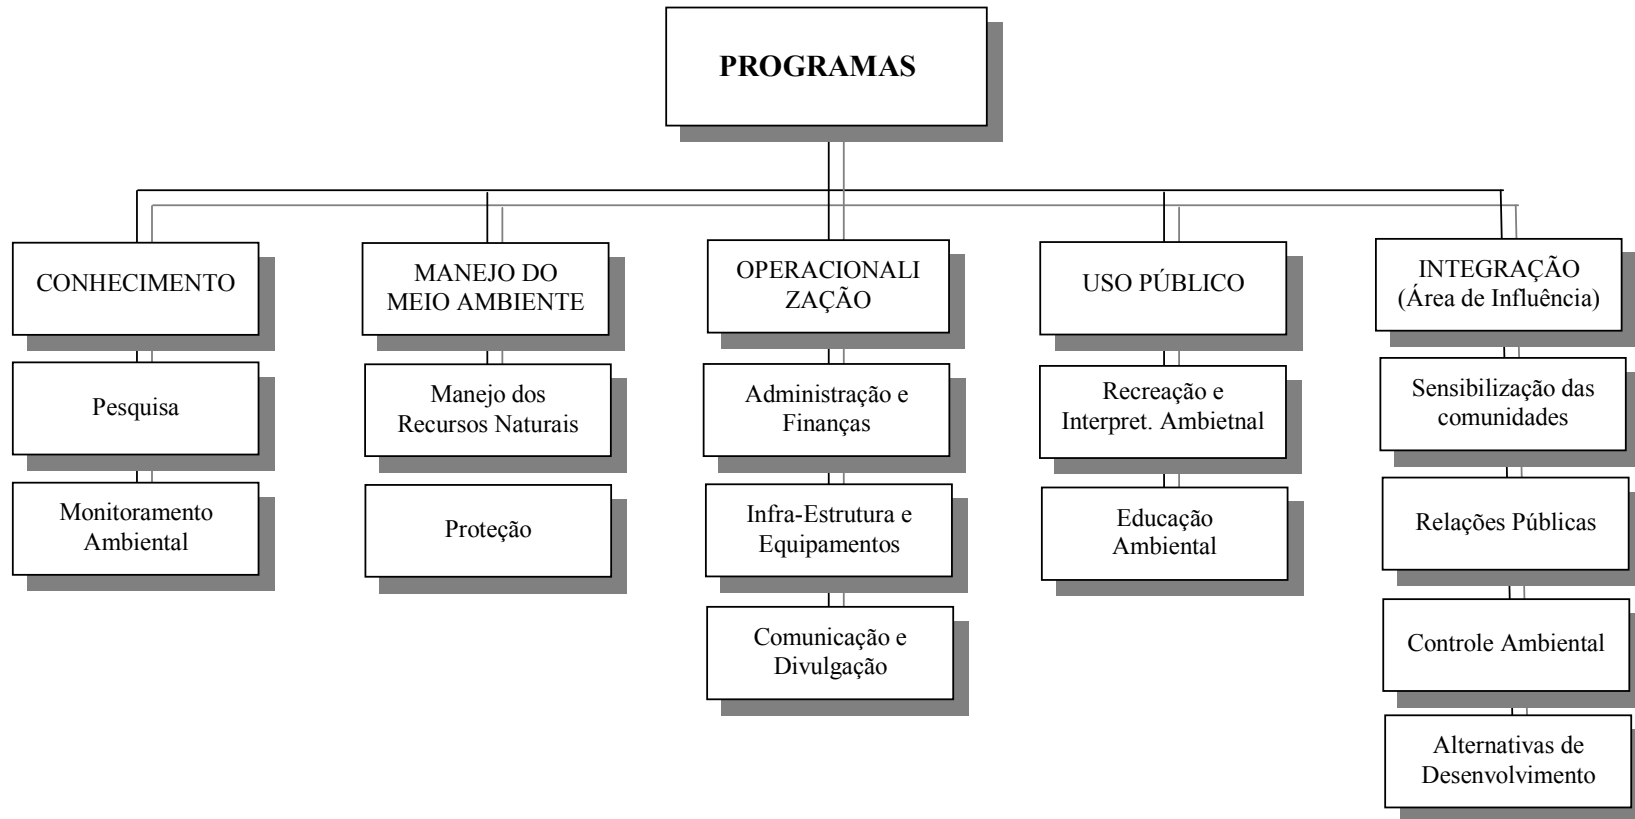 PROGRAMAS
CONHECIMENTO
Pesquisa
Monitoramento
Ambiental
MANEJO DO
MEIO AMBIENTE
Manejo dos
Recursos Naturais
Proteção
OPERACIONALI
ZAÇÃO
Administração e
Finanças
Infra-Estrutura e
Equipamentos
Comunicação e
Divulgação
USO PÚBLICO
Recreação e
Interpret. Ambietnal
Educação
Ambiental
INTEGRAÇÃO
(Área de Influência)
Sensibilização das
comunidades
Relações Públicas
Controle Ambiental
Alternativas de
Desenvolvimento